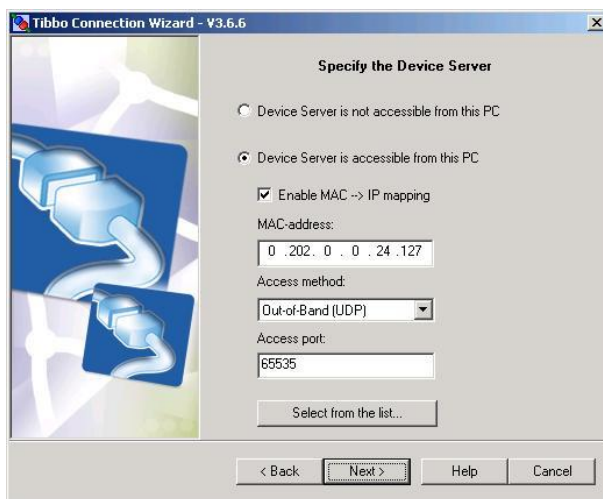 Tibbo Connection Wizard - V3.6.6
Specify the Device Server
Device Server is not accessible from this PC
Device Server is accessible from this PC
Enable MAC --> IP mapping
MAC-address:
0 .202. 0 . 0 . 24 .127
Access method:
Out-of-Band (UDP)
Access port:
65535
Select from the list...
< Back Next > Help Cancel